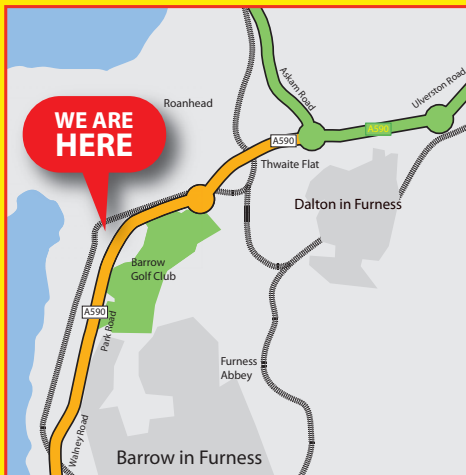 Roanhead
Askam Road
Ulverston Road
WE ARE
HERE
A590
A590
Thwaite Flat
Dalton in Furness
Barrow
Golf Club
A590
Park Road
Furness
Abbey
Walney Road
Barrow in Furness